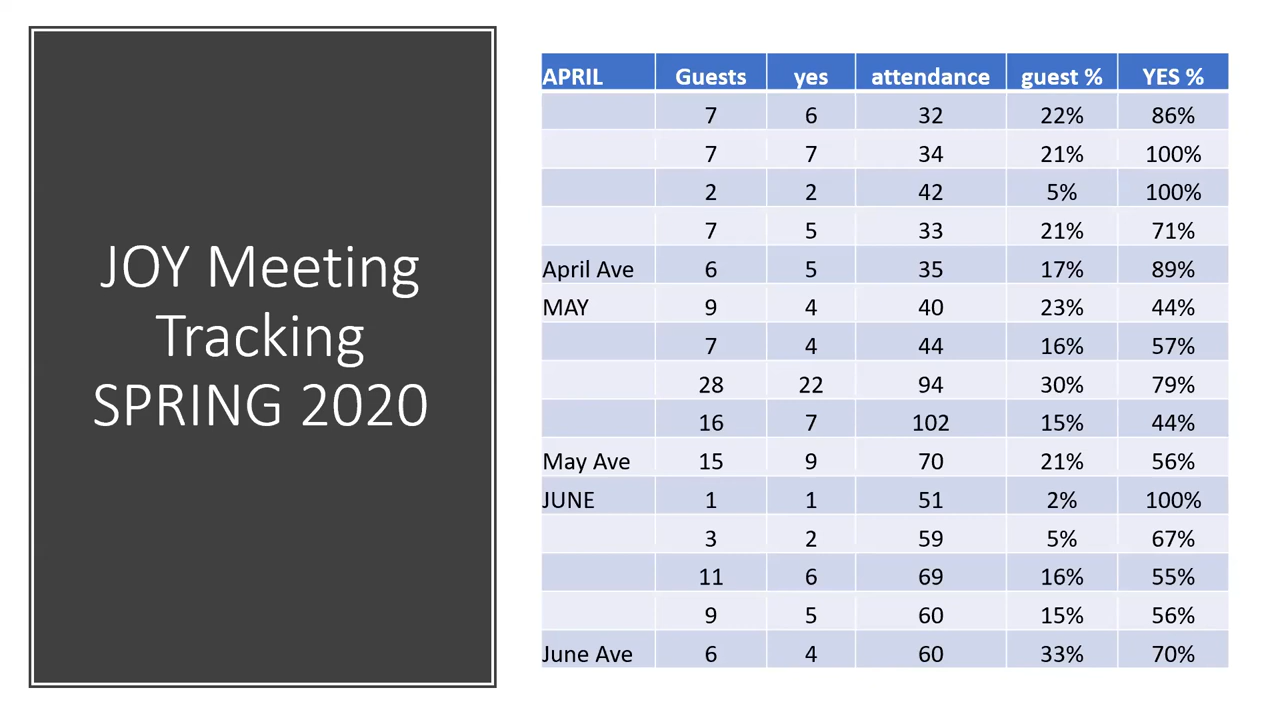 JOY Meeting
Tracking
SPRING 2020
APRIL Guests yes attendance guest % YES %
7 6 32 22% 86%
7 7 34 21% 100%
2 2 42 5% 100%
7 5 33 21% 71%
April Ave 6 5 35 17% 89%
MAY 9 4 40 23% 44%
7 4 44 16% 57%
28 22 94 30% 79%
16 7 102 15% 44%
May Ave 15 9 70 21% 56%
JUNE 1 1 51 2% 100%
3 2 59 5% 67%
11 6 69 16% 55%
9 5 60 15% 56%
June Ave 6 4 60 33% 70%